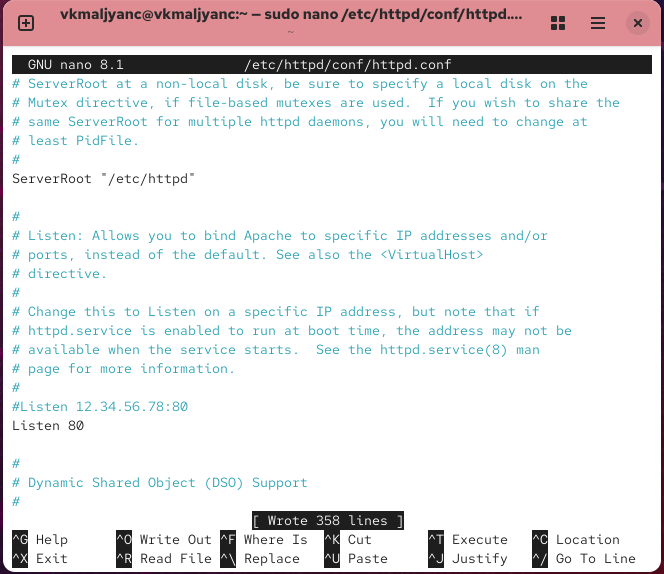 vkmaljyanc@vkmaljyanc:~ — sudo nano /etc/httpd/conf/httpd....
~
GNU nano 8.1 /etc/httpd/conf/httpd.conf
# ServerRoot at a non-local disk, be sure to specify a local disk on the
# Mutex directive, if file-based mutexes are used.  If you wish to share the
# same ServerRoot for multiple httpd daemons, you will need to change at
# least PidFile.
#
ServerRoot "/etc/httpd"
#
# Listen: Allows you to bind Apache to specific IP addresses and/or
# ports, instead of the default. See also the <VirtualHost>
# directive.
#
# Change this to Listen on a specific IP address, but note that if
# httpd.service is enabled to run at boot time, the address may not be
# available when the service starts.  See the httpd.service(8) man
# page for more information.
#
#Listen 12.34.56.78:80
Listen 80
#
# Dynamic Shared Object (DSO) Support
#
[ Wrote 358 lines ]
^G Help ^O Write Out ^F Where Is ^K Cut ^T Execute ^C Location
^X Exit ^R Read File ^\ Replace ^U Paste ^J Justify ^/ Go To Line